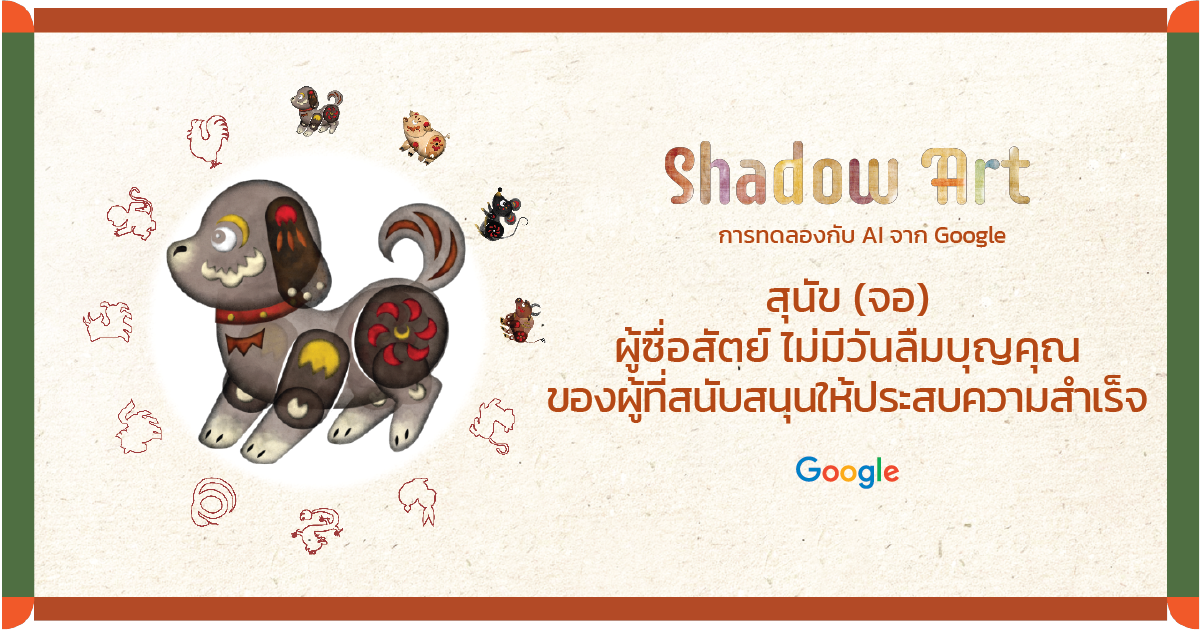 Shadow Art
การทดลองกับ AI จาก Google
สุนัข (จอ)
ผู้ซื่อสัตย์ ไม่มีวันลืมบุญคุณ
ของผู้ที่สนับสนุนให้ประสบความสำเร็จ
Google